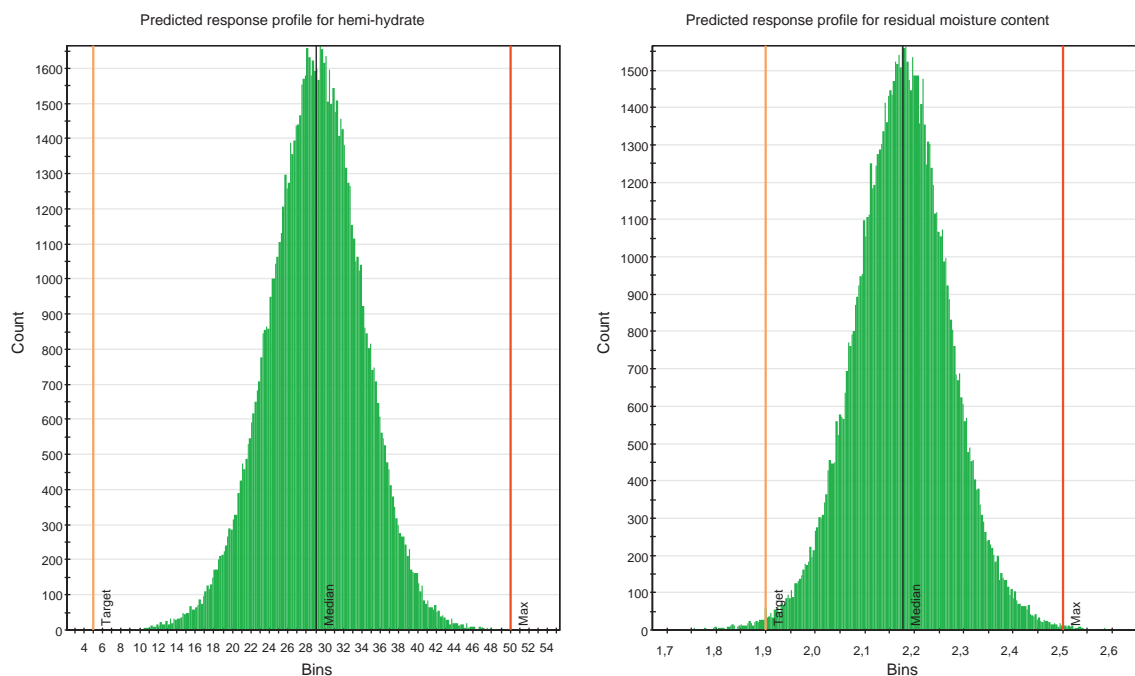 Predicted response profile for hemi-hydrate
1600
1500
1400
1300
1200
1100
1000
900
800
700
600
500
400
300
200
100
0
Count
Target
Median
Max
4 6 8 10 12 14 16 18 20 22 24 26 28 30 32 34 36 38 40 42 44 46 48 50 52 54
Bins
Predicted response profile for residual moisture content
1500
1400
1300
1200
1100
1000
900
800
700
600
500
400
300
200
100
0
Count
Target
Median
Max
1,7 1,8 1,9 2,0 2,1 2,2 2,3 2,4 2,5 2,6
Bins